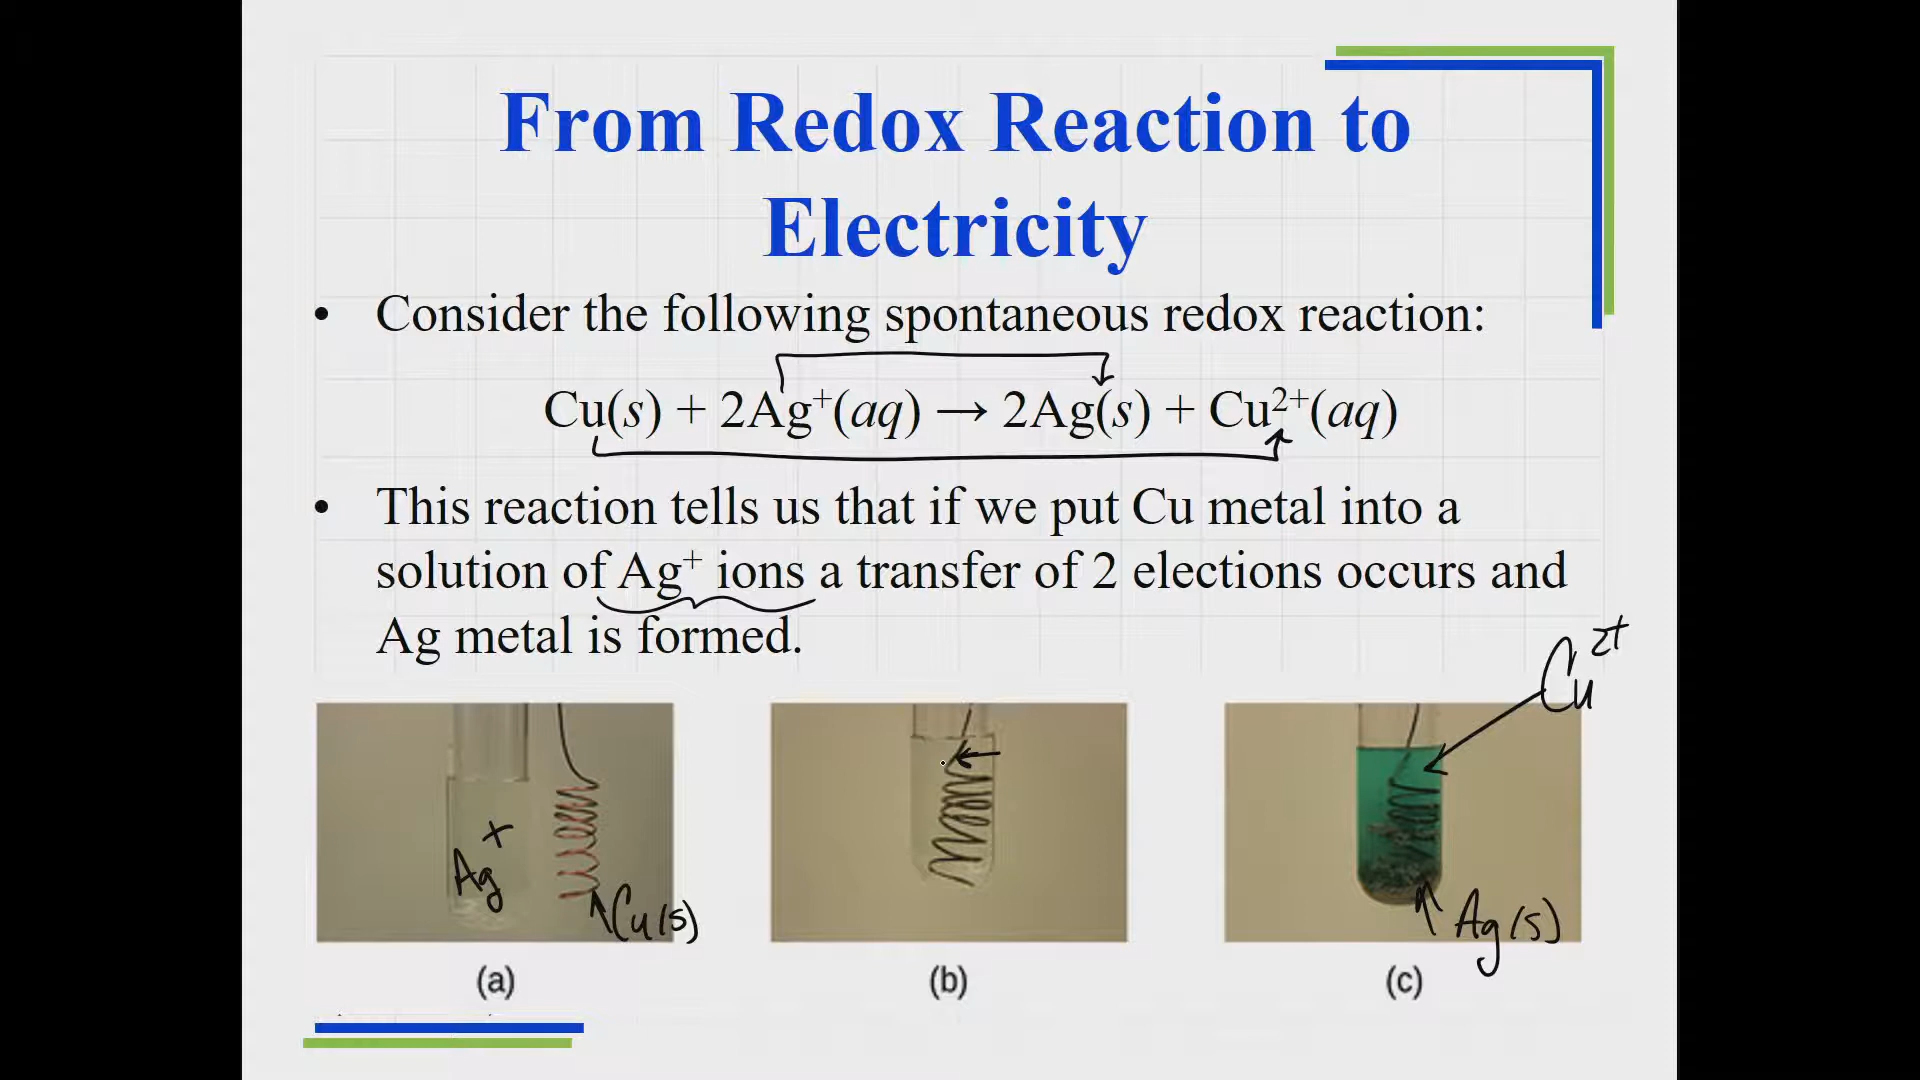 From Redox Reaction to
Electricity
• Consider the following spontaneous redox reaction:
Cu(s) + 2Ag⁺(aq) → 2Ag(s) + Cu²⁺(aq)
• This reaction tells us that if we put Cu metal into a
solution of Ag⁺ ions a transfer of 2 elections occurs and
Ag metal is formed.
Cu²⁺
Ag⁺
Cu(s)
Ag(s)
(a) (b) (c)